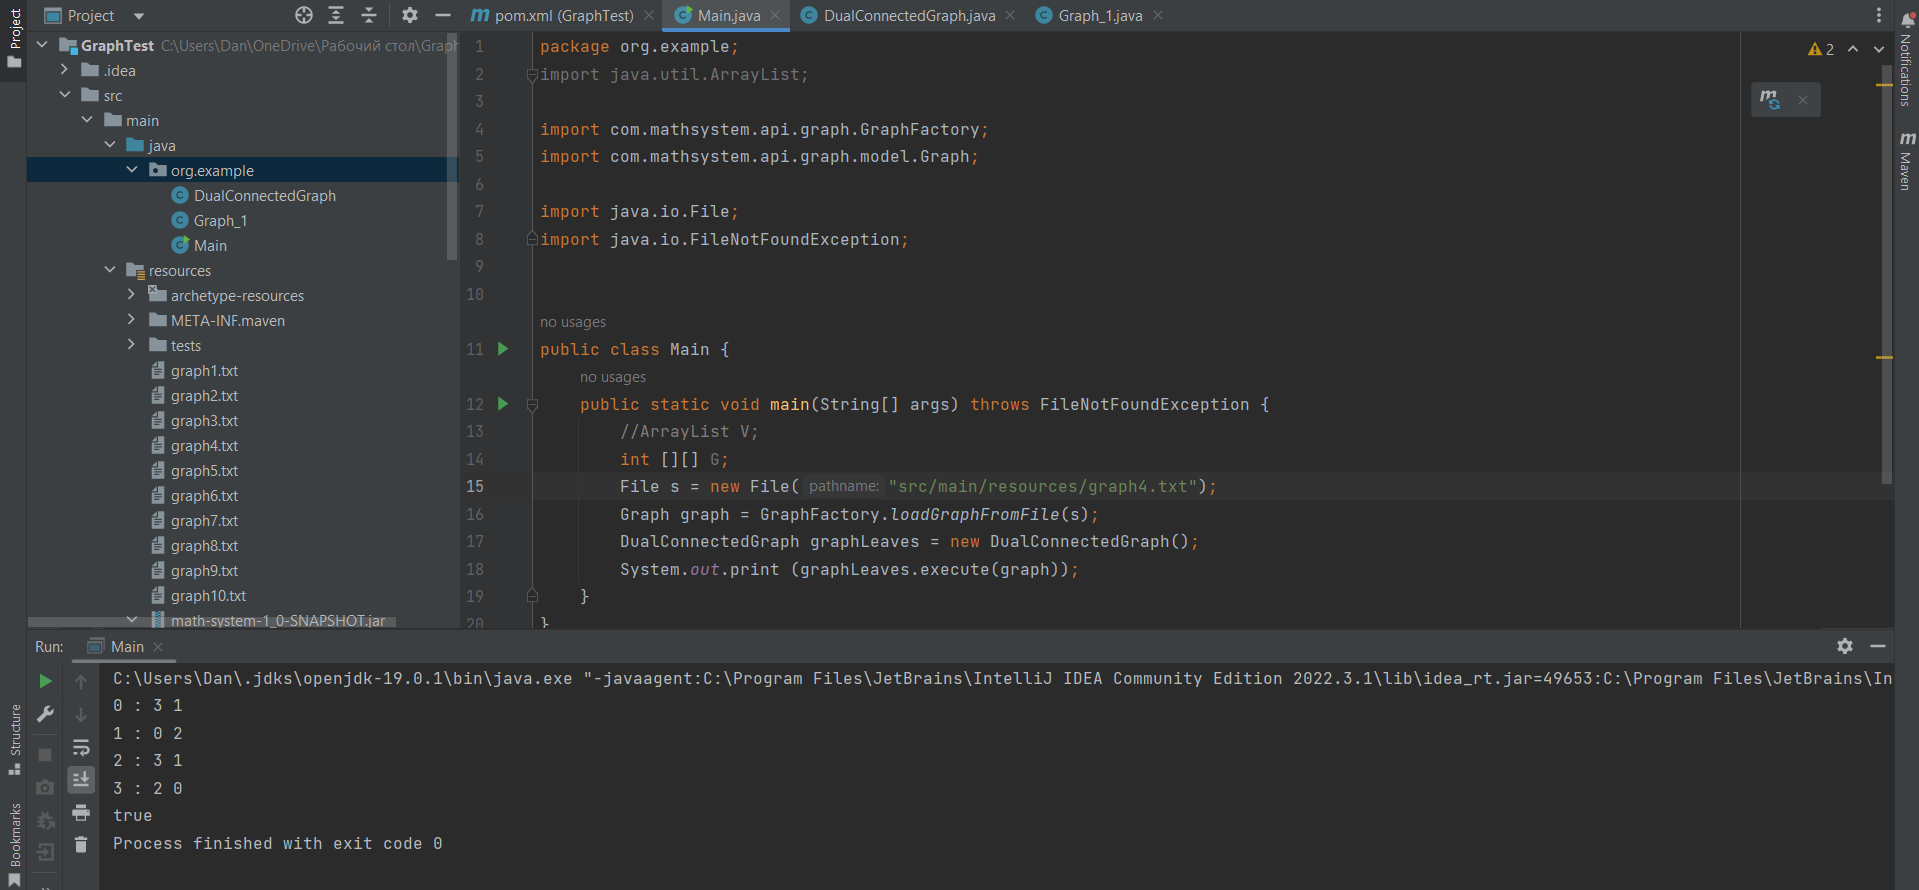 Project
pom.xml (GraphTest)
Main.java
DualConnectedGraph.java
Graph_1.java
Project
GraphTest C:\Users\Dan\OneDrive\Рабочий стол\Graph
.idea
src
main
java
org.example
DualConnectedGraph
Graph_1
Main
resources
archetype-resources
META-INF.maven
tests
graph1.txt
graph2.txt
graph3.txt
graph4.txt
graph5.txt
graph6.txt
graph7.txt
graph8.txt
graph9.txt
graph10.txt
math-system-1_0-SNAPSHOT.jar
1 package org.example;
2 import java.util.ArrayList;
3
4 import com.mathsystem.api.graph.GraphFactory;
5 import com.mathsystem.api.graph.model.Graph;
6
7 import java.io.File;
8 import java.io.FileNotFoundException;
9
10
no usages
11 public class Main {
no usages
12 public static void main(String[] args) throws FileNotFoundException {
13 //ArrayList V;
14 int [][] G;
15 File s = new File( pathname: "src/main/resources/graph4.txt");
16 Graph graph = GraphFactory.loadGraphFromFile(s);
17 DualConnectedGraph graphLeaves = new DualConnectedGraph();
18 System.out.print (graphLeaves.execute(graph));
19 }
20 }
2
m
Notifications
m Maven
Run: Main
C:\Users\Dan\.jdks\openjdk-19.0.1\bin\java.exe "-javaagent:C:\Program Files\JetBrains\IntelliJ IDEA Community Edition 2022.3.1\lib\idea_rt.jar=49653:C:\Program Files\JetBrains\In
0 : 3 1
1 : 0 2
2 : 3 1
3 : 2 0
true
Process finished with exit code 0
Structure
Bookmarks